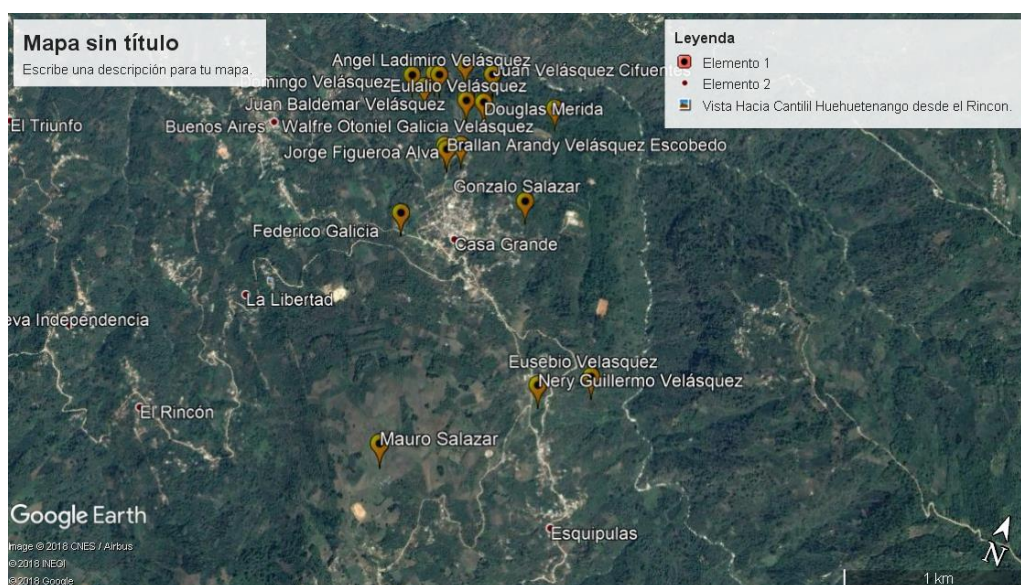 Mapa sin título
Escribe una descripción para tu mapa.
Leyenda
Elemento 1
Elemento 2
Vista Hacia Cantilil Huehuetenango desde el Rincon.
Angel Ladimiro Velásquez
Juan Velásquez Cifuentes
omingo Velásquez
Eulalio Velásquez
Juan Baldemar Velásquez
Douglas Merida
El Triunfo
Buenos Aires
Walfre Otoniel Galicia Velásquez
Jorge Figueroa Alva
Brallan Arandy Velásquez Escobedo
Gonzalo Salazar
Federico Galicia
Casa Grande
La Libertad
eva Independencia
Eusebio Velasquez
Nery Guillermo Velásquez
El Rincón
Mauro Salazar
Esquipulas
Google Earth
Image © 2018 CNES / Airbus
© 2018 INEGI
© 2018 Google
N
1 km